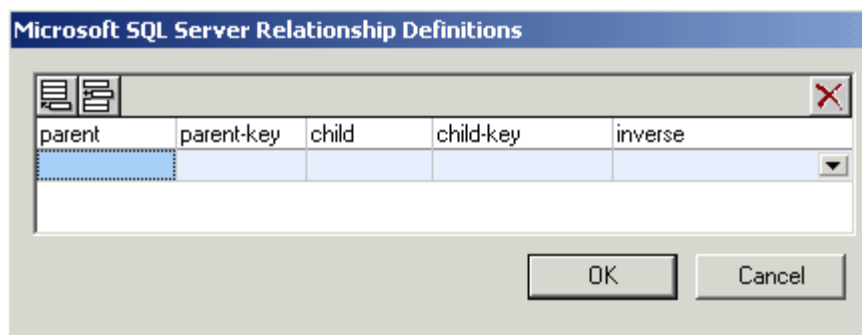 Microsoft SQL Server Relationship Definitions
parent parent-key child child-key inverse
OK Cancel